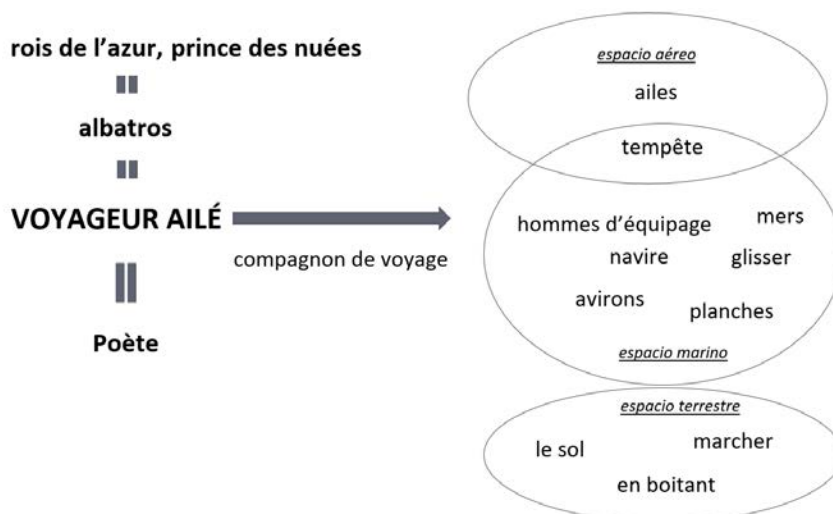 rois de l’azur, prince des nuées
albatros
VOYAGEUR AILÉ
compagnon de voyage
Poète
espacio aéreo
ailes
tempête
hommes d’équipage
mers
navire
glisser
avirons
planches
espacio marino
espacio terrestre
le sol
marcher
en boitant